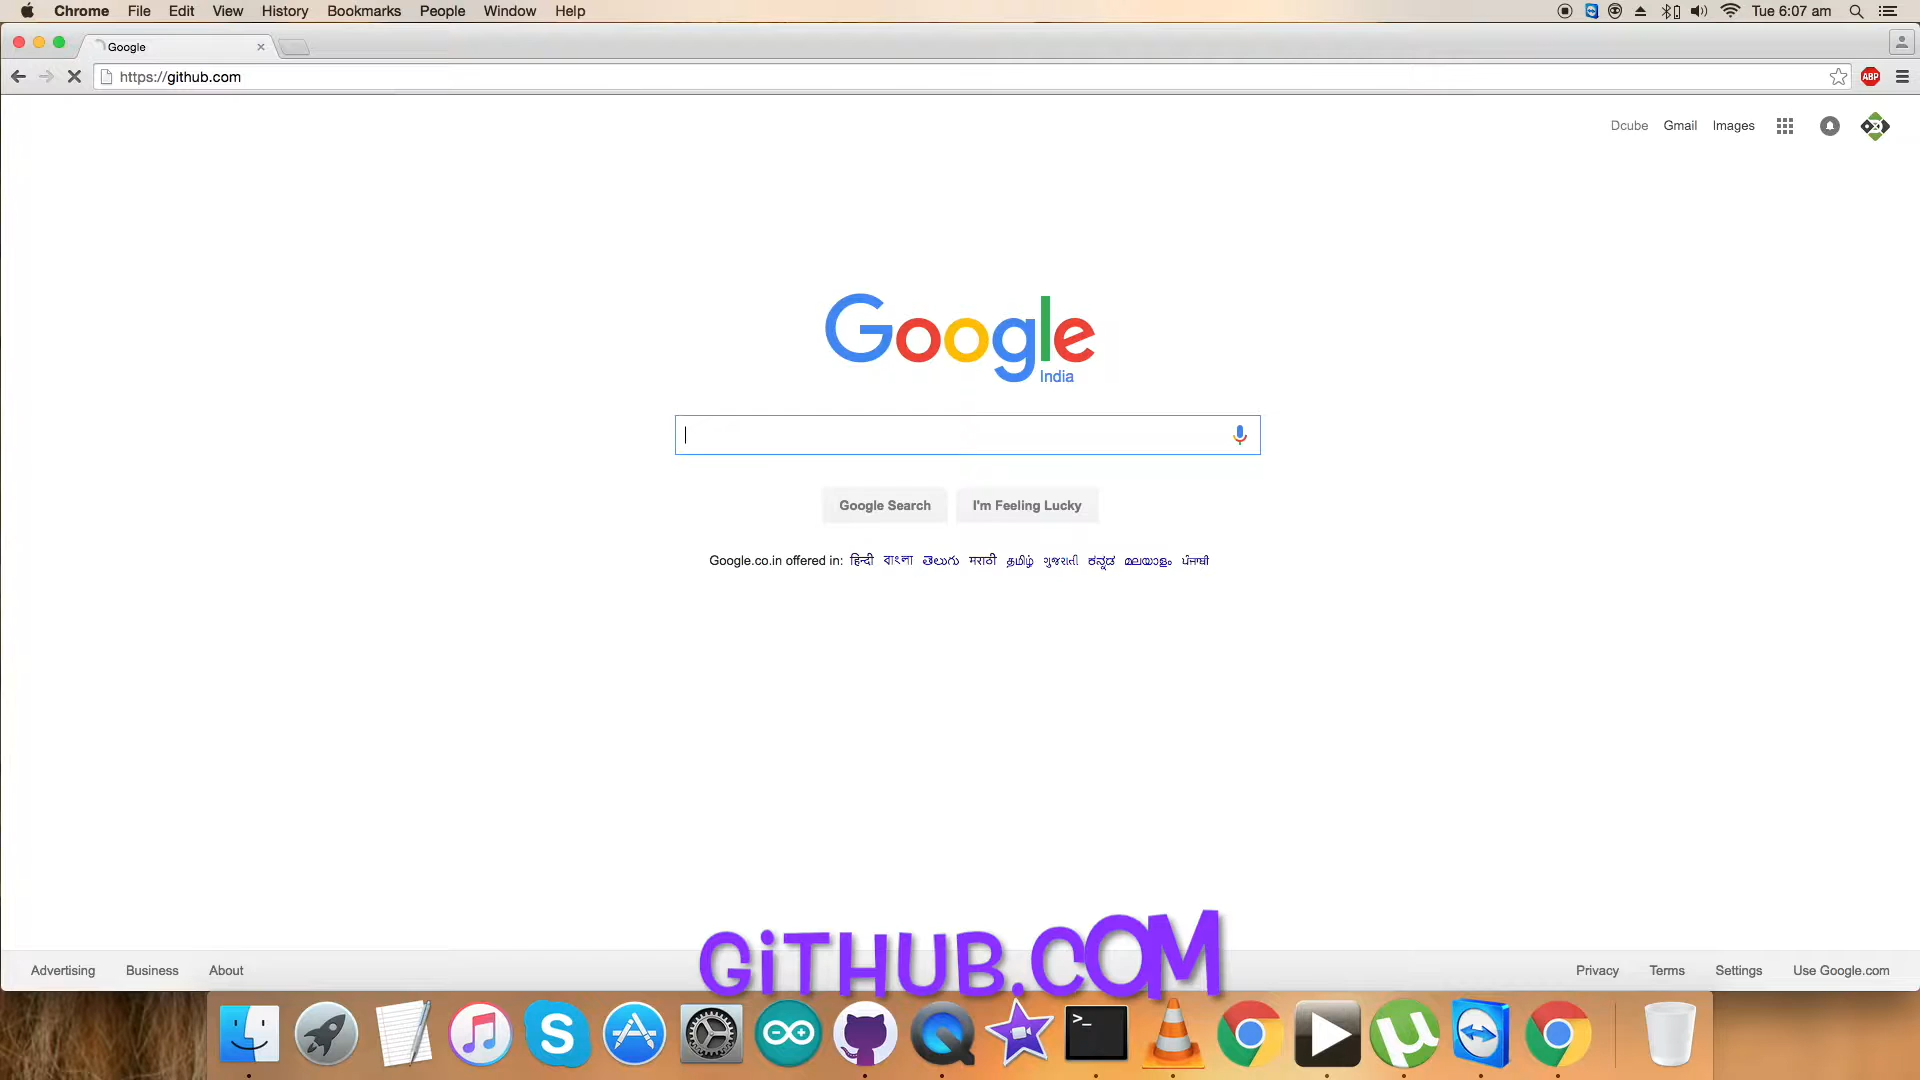 Chrome File Edit View History Bookmarks People Window Help Tue 6:07 am
Google
https://github.com
ABP
Dcube Gmail Images
Google
India
Google Search I'm Feeling Lucky
Google.co.in offered in: हिन्दी বাংলা తెలుగు मराठी தமிழ் ગુજરાતી ಕನ್ನಡ മലയാളം ਪੰਜਾਬੀ
GiTHUB.COM
Advertising Business About Privacy Terms Settings Use Google.com